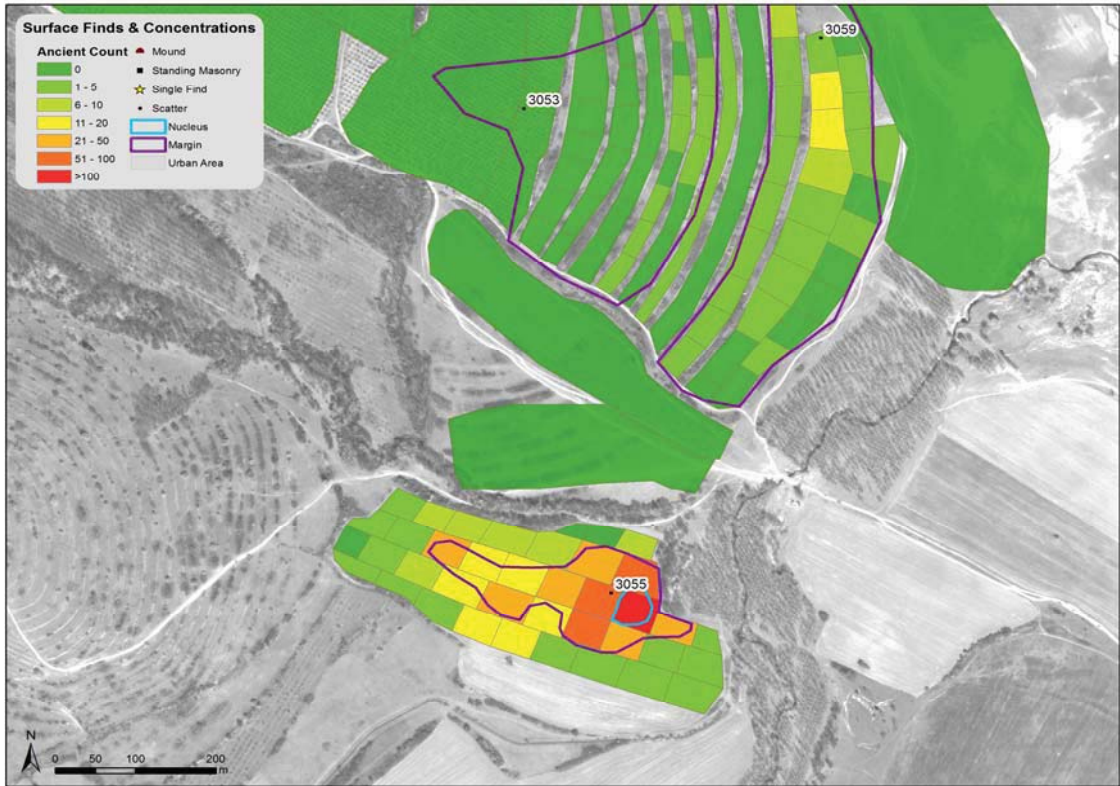 Surface Finds & Concentrations
Ancient Count
0
1 - 5
6 - 10
11 - 20
21 - 50
51 - 100
>100
Mound
Standing Masonry
Single Find
Scatter
Nucleus
Margin
Urban Area
3059
3053
3055
N
0 50 100 200
m